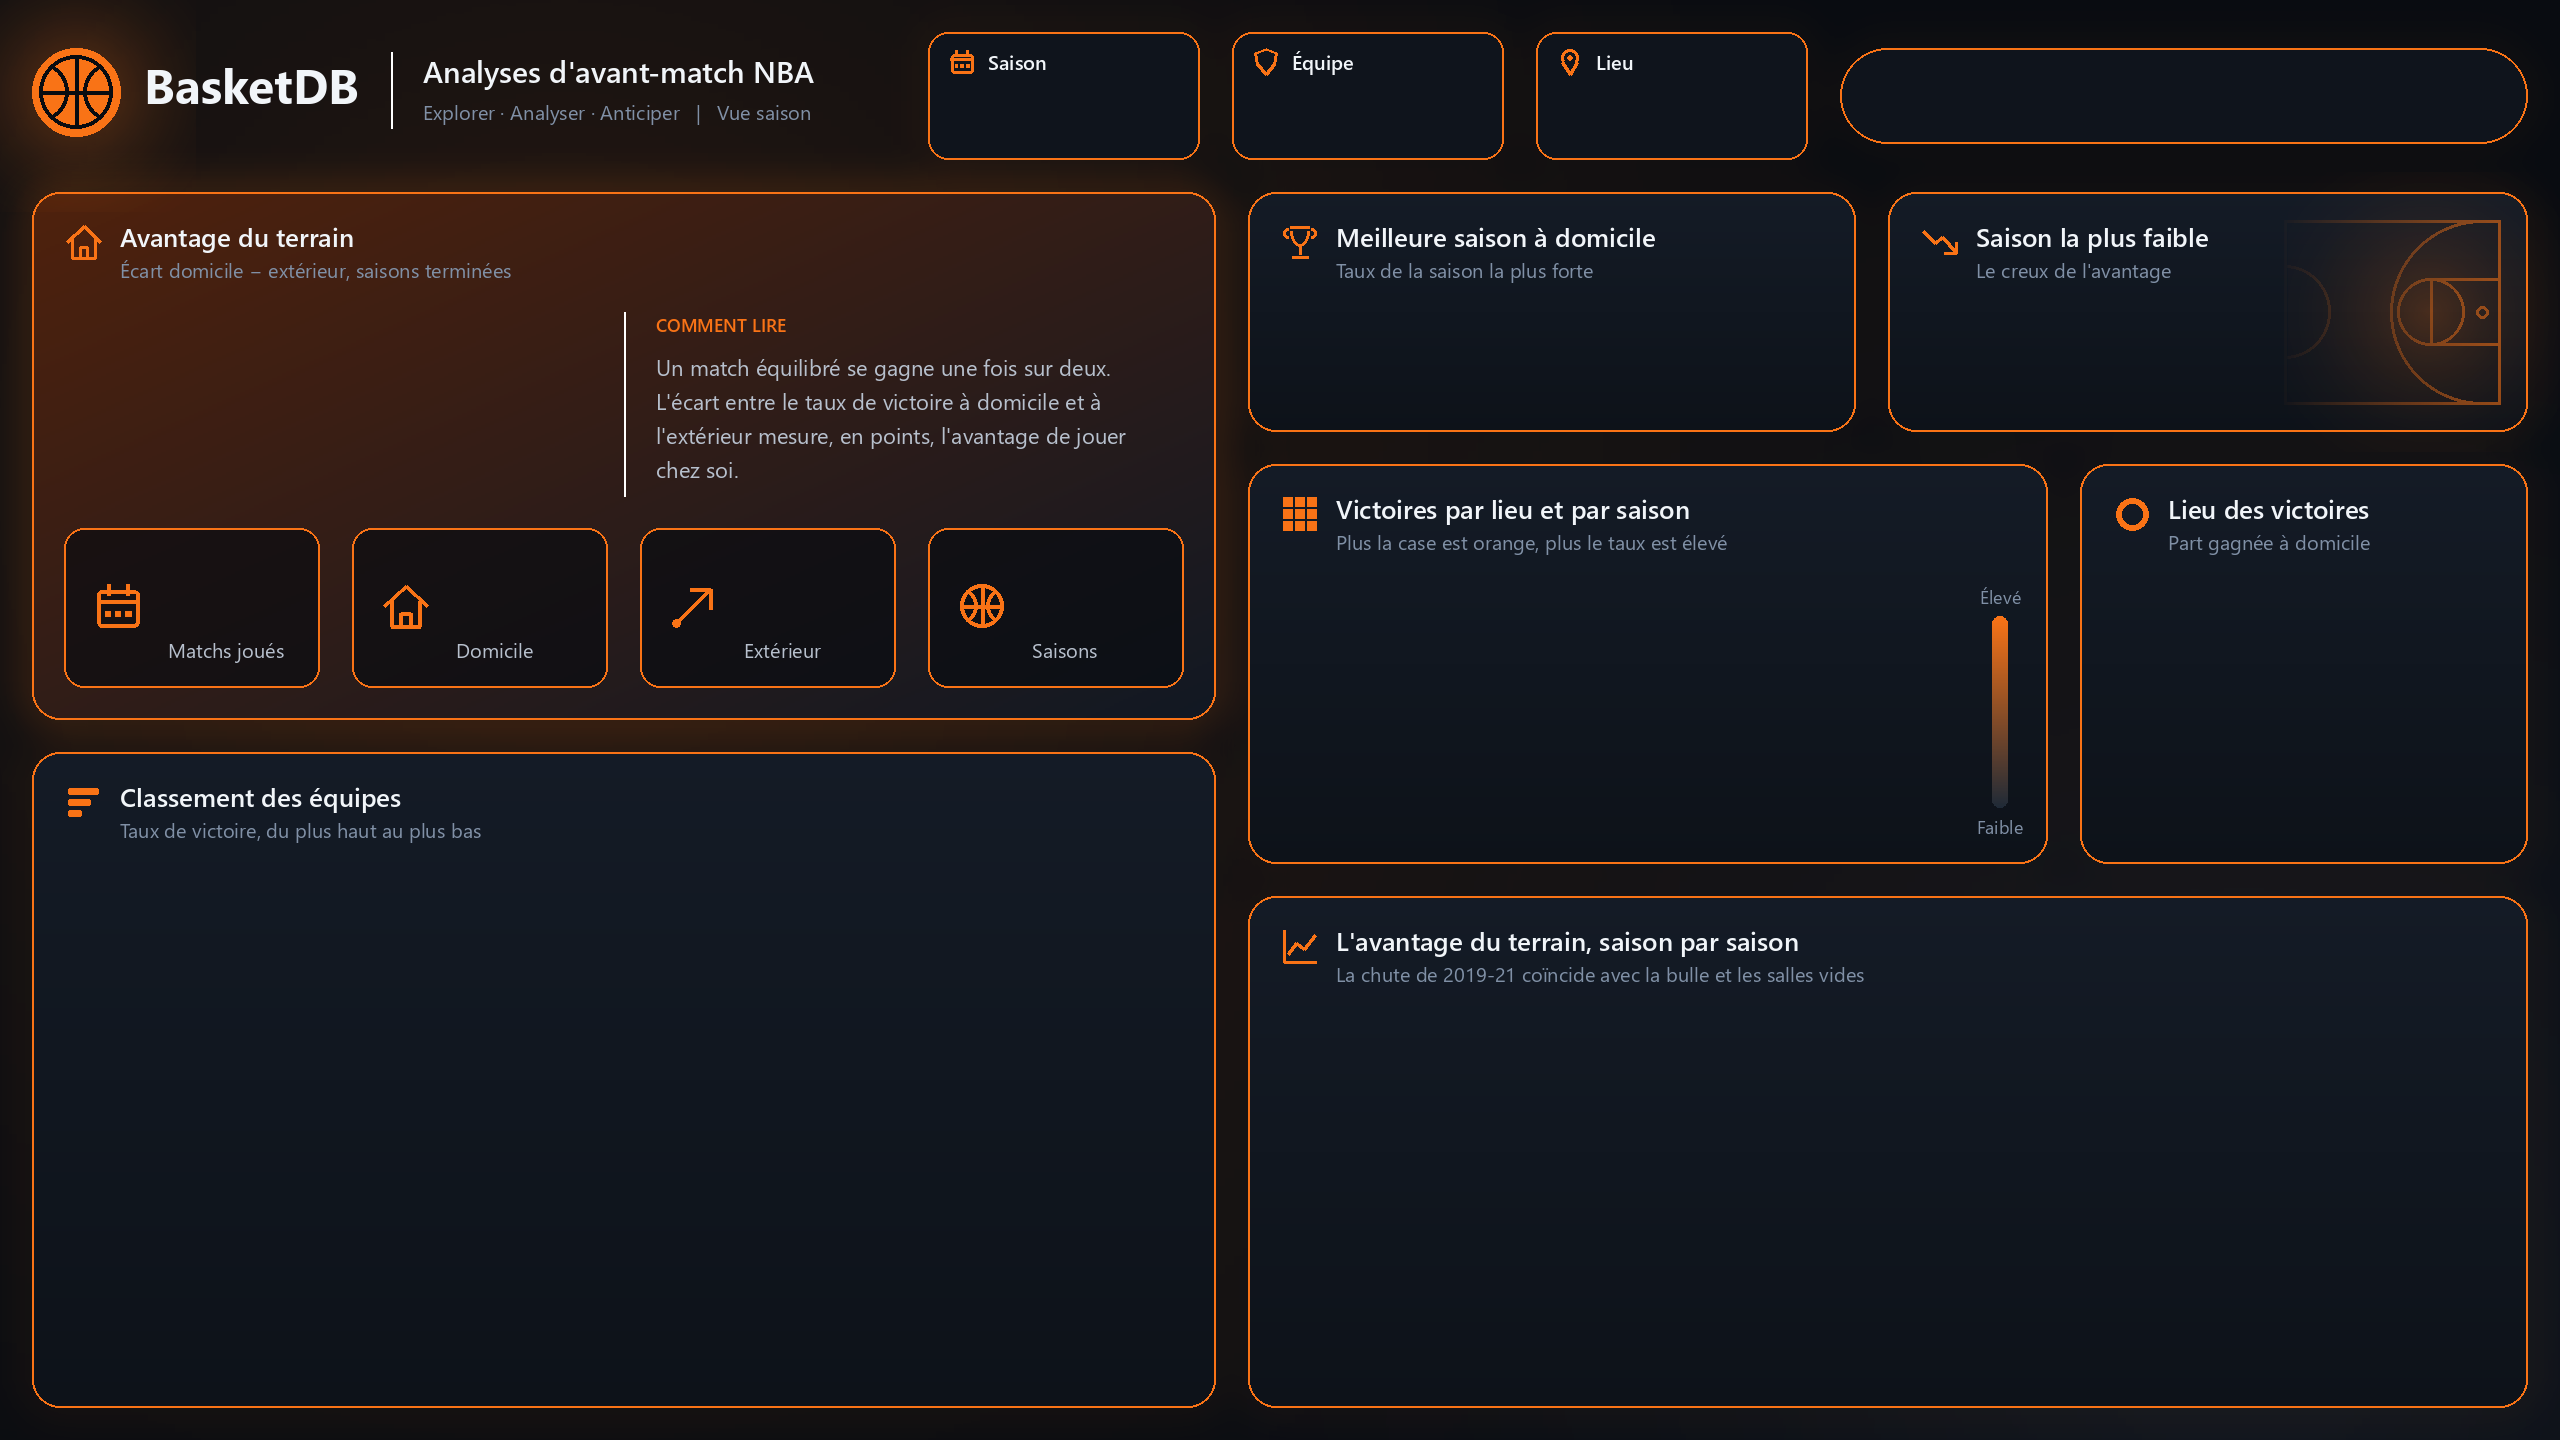 BasketDB
Analyses d'avant-match NBA
Explorer · Analyser · Anticiper | Vue saison
Saison
Équipe
Lieu
Avantage du terrain
Écart domicile – extérieur, saisons terminées
COMMENT LIRE
Un match équilibré se gagne une fois sur deux.
L'écart entre le taux de victoire à domicile et à
l'extérieur mesure, en points, l'avantage de jouer
chez soi.
Matchs joués
Domicile
Extérieur
Saisons
Meilleure saison à domicile
Taux de la saison la plus forte
Saison la plus faible
Le creux de l'avantage
Victoires par lieu et par saison
Plus la case est orange, plus le taux est élevé
Élevé
Faible
Lieu des victoires
Part gagnée à domicile
Classement des équipes
Taux de victoire, du plus haut au plus bas
L'avantage du terrain, saison par saison
La chute de 2019-21 coïncide avec la bulle et les salles vides